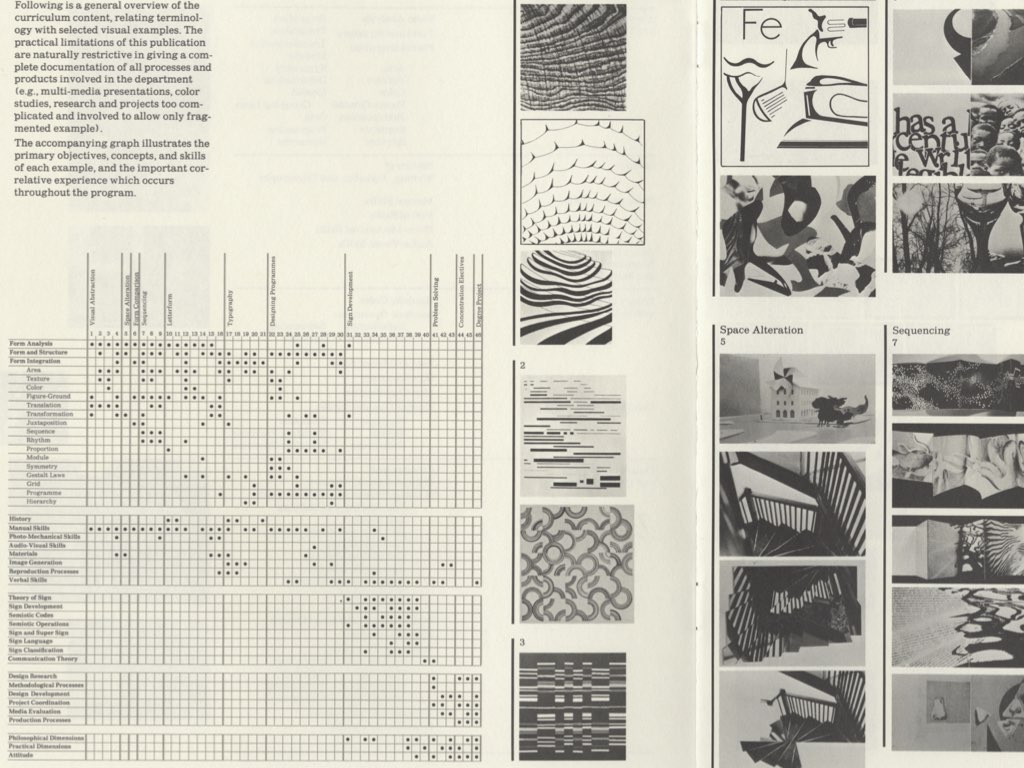 Following is a general overview of the
curriculum content, relating terminol-
ogy with selected visual examples. The
practical limitations of this publication
are naturally restrictive in giving a com-
plete documentation of all processes and
products involved in the department
(e.g., multi-media presentations, color
studies, research and projects too com-
plicated and involved to allow only frag-
mented example).
The accompanying graph illustrates the
primary objectives, concepts, and skills
of each example, and the important cor-
relative experience which occurs
throughout the program.
Visual Abstraction
Space Alteration
Form Comparison
Sequencing
Letterform
Typography
Designing Programmes
Sign Development
Problem Solving
Concentration Electives
Degree Project
1 2 3 4 5 6 7 8 9 10 11 12 13 14 15 16 17 18 19 20 21 22 23 24 25 26 27 28 29 30 31 32 33 34 35 36 37 38 39 40 41 42 43 44 45 46
Form Analysis
Form and Structure
Form Integration
Area
Texture
Color
Figure-Ground
Translation
Transformation
Juxtaposition
Sequence
Rhythm
Proportion
Module
Symmetry
Gestalt Laws
Grid
Programme
Hierarchy
History
Manual Skills
Photo-Mechanical Skills
Audio-Visual Skills
Materials
Image Generation
Reproduction Processes
Verbal Skills
Theory of Sign
Sign Development
Semiotic Codes
Semiotic Operations
Sign and Super Sign
Sign Language
Sign Classification
Communication Theory
Design Research
Methodological Processes
Design Development
Project Coordination
Media Evaluation
Production Processes
Philosophical Dimensions
Practical Dimensions
Attitude
2
3
Fe
has a
Space Alteration
5
Sequencing
7